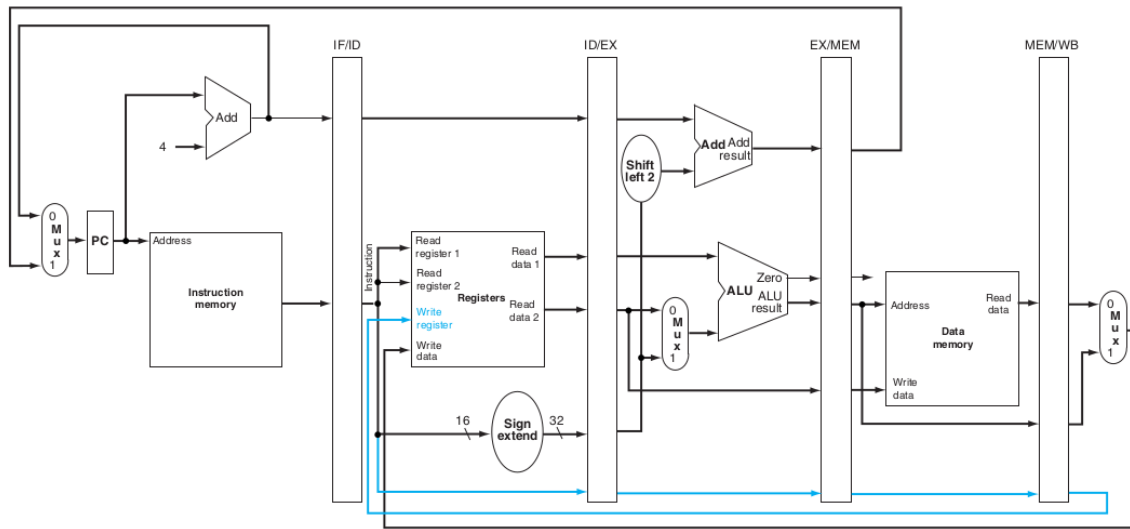 IF/ID
ID/EX
EX/MEM
MEM/WB
Add
4
Shift
left 2
Add
Add
result
0
M
u
x
1
PC
Address
Instruction
memory
Instruction
Read
register 1
Read
register 2
Write
register
Write
data
Registers
Read
data 1
Read
data 2
16
Sign
extend
32
0
M
u
x
1
ALU
Zero
ALU
result
Address
Write
data
Data
memory
Read
data
0
M
u
x
1